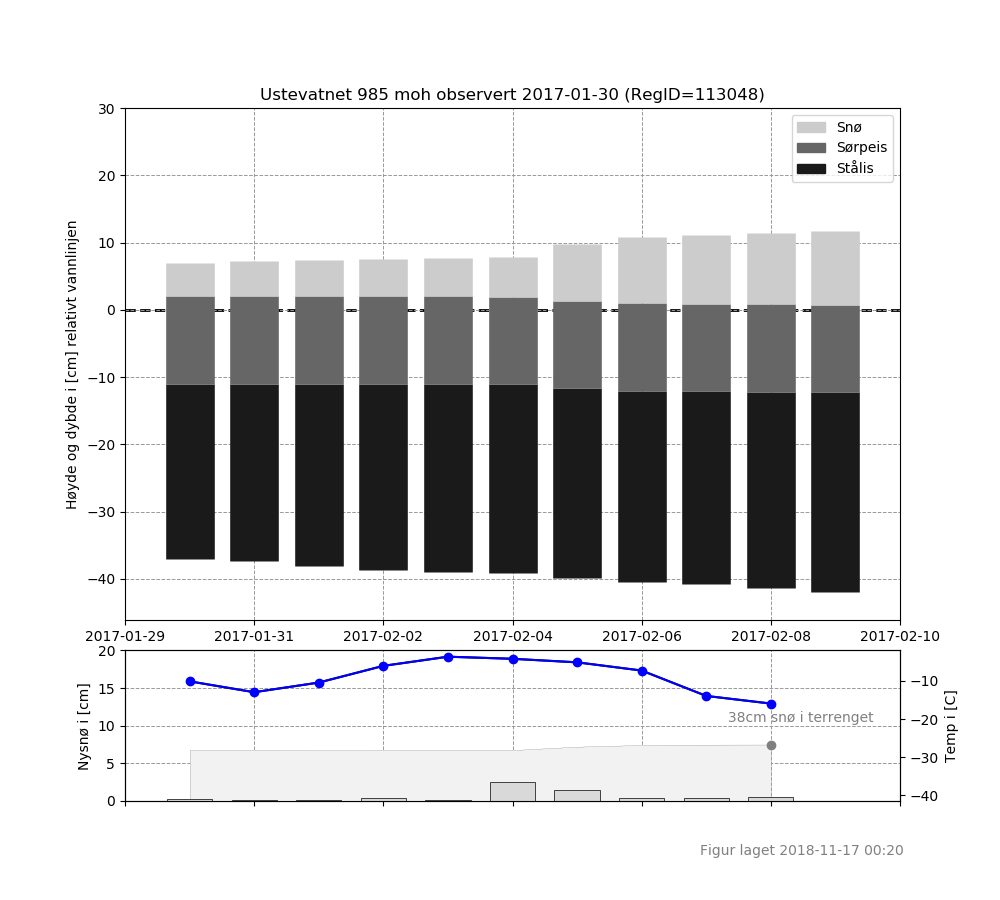 Ustevatnet 985 moh observert 2017-01-30 (RegID=113048)
Høyde og dybde i [cm] relativt vannlinjen
30
20
10
0
−10
−20
−30
−40
Snø
Sørpeis
Stålis
2017-01-29 2017-01-31 2017-02-02 2017-02-04 2017-02-06 2017-02-08 2017-02-10
Nysnø i [cm]
20
15
10
5
0
38cm snø i terrenget
−10
−20
−30
−40
Temp i [C]
Figur laget 2018-11-17 00:20